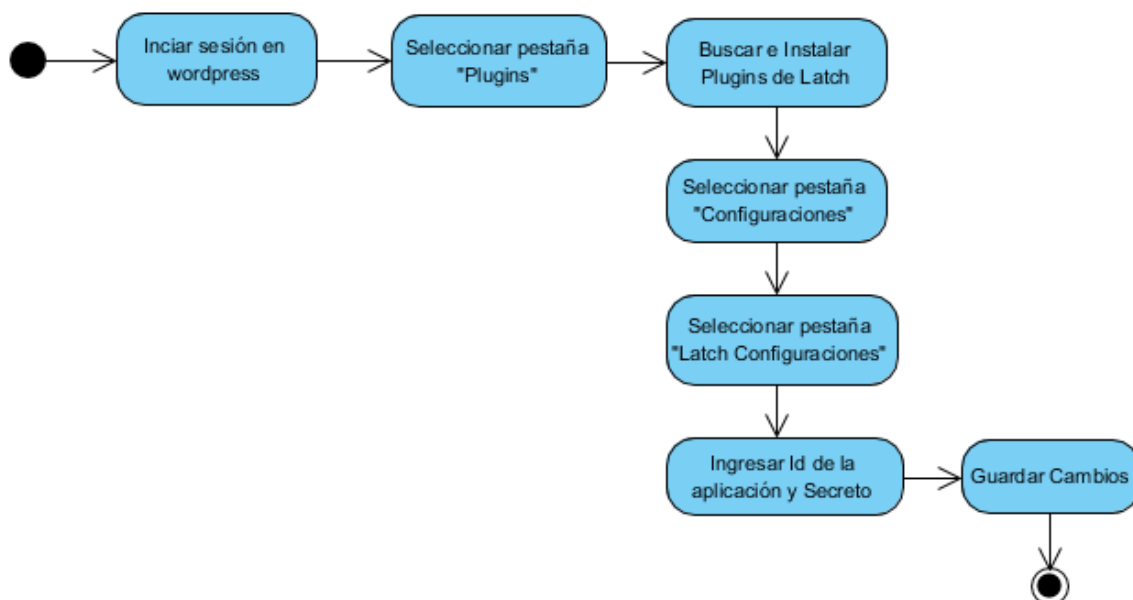 Inciar sesión en
wordpress
Seleccionar pestaña
"Plugins"
Buscar e Instalar
Plugins de Latch
Seleccionar pestaña
"Configuraciones"
Seleccionar pestaña
"Latch Configuraciones"
Ingresar Id de la
aplicación y Secreto
Guardar Cambios